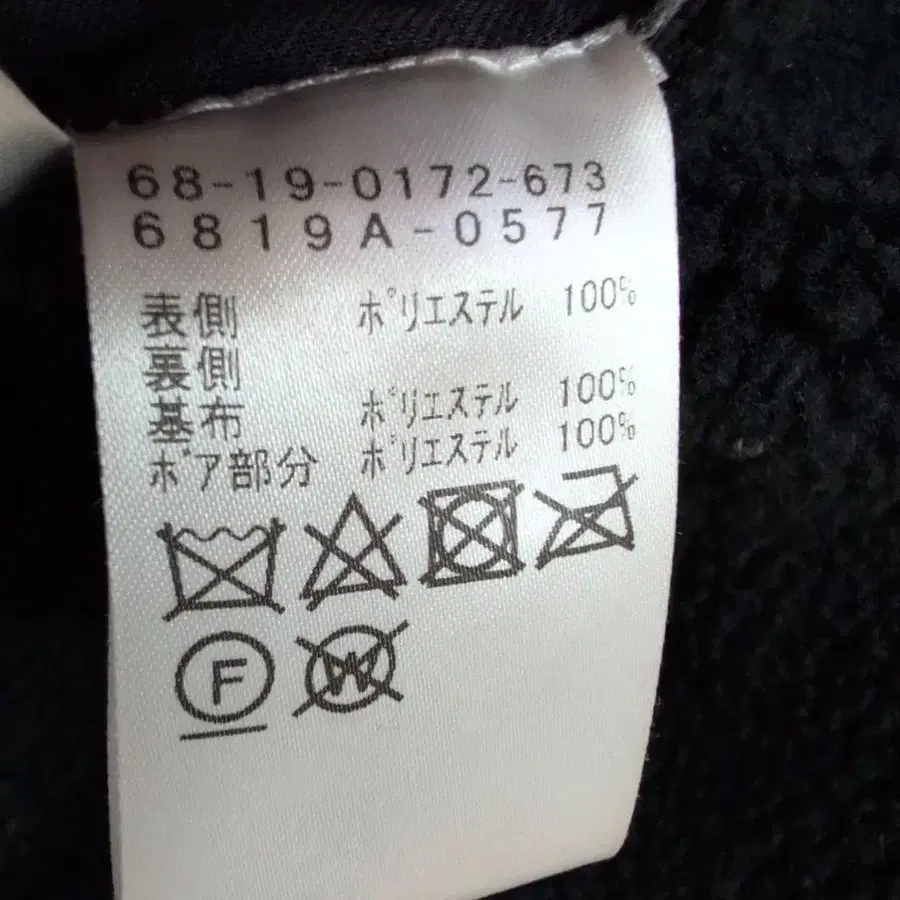 68-19-0172-673
6819A-0577
表側 ポリエステル 100%
裏側
基布 ポリエステル 100%
ボア部分 ポリエステル 100%
F W